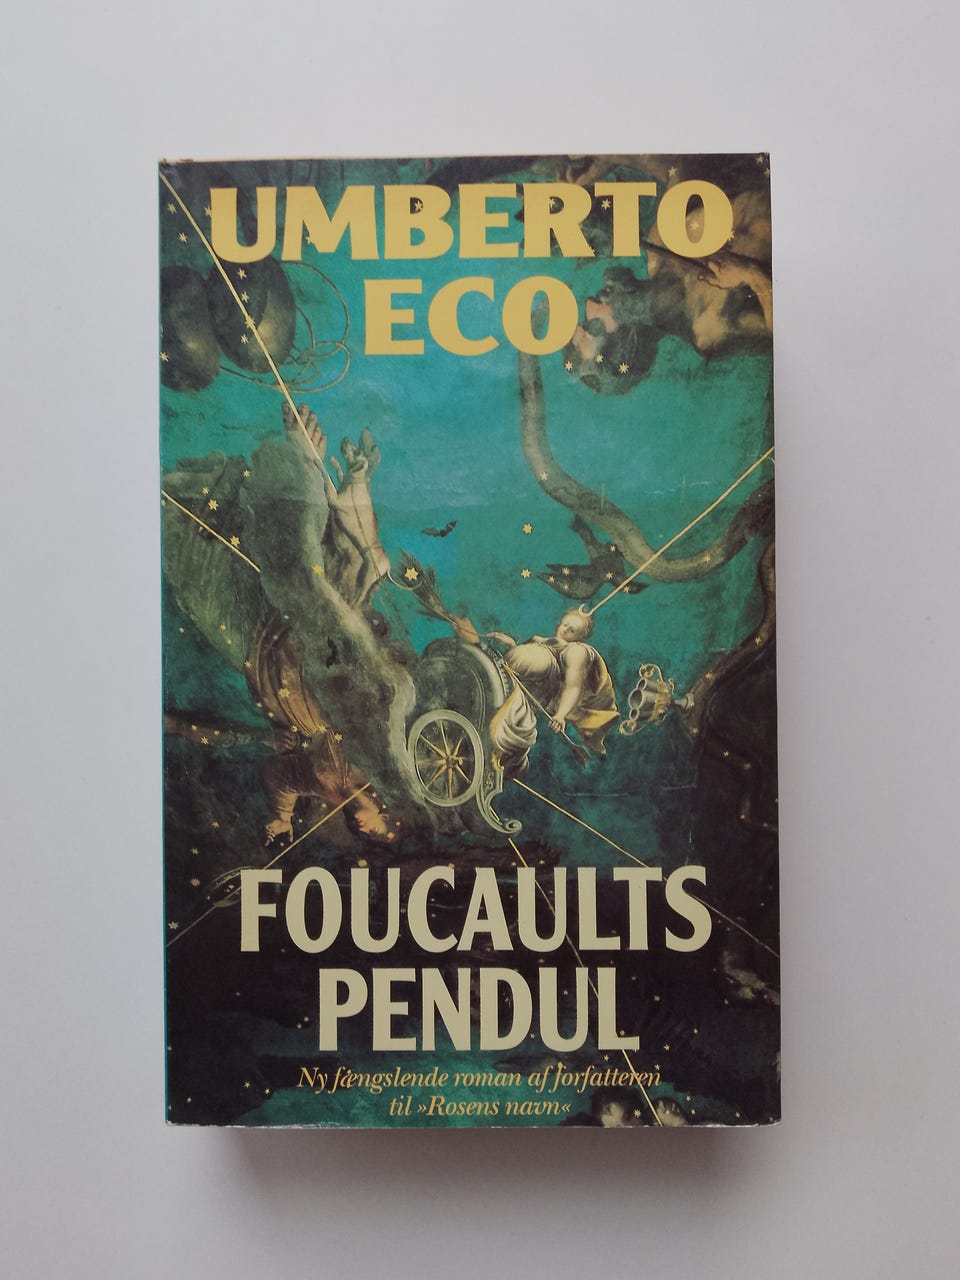 UMBERTO
ECO
FOUCAULTS
PENDUL
Ny fængslende roman af forfatteren
til »Rosens navn«